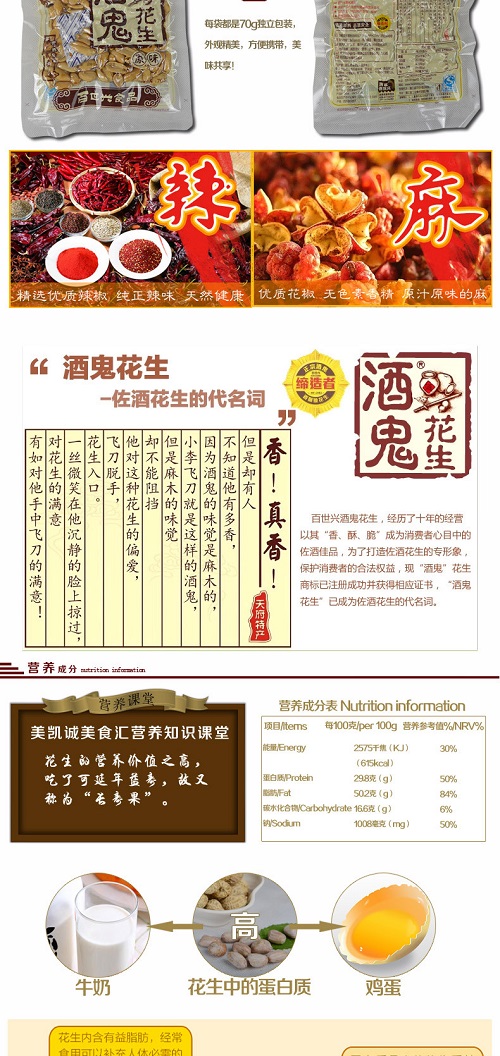 酒鬼
花生
原味
百世兴食品
每袋都是70g独立包装，
外观精美，方便携带，美
味共享！
辣
精选优质辣椒 纯正辣味 天然健康
麻
优质花椒 无色素香精 原汁原味的麻
“ 酒鬼花生
-佐酒花生的代名词 ”
缔造者
酒鬼®
花生
香！真香！
但是却有人
不知道他有多香，
因为酒鬼的味觉是麻木的，
小李飞刀就是这样的酒鬼，
但是麻木的味觉
却不能阻挡
他对这种花生的偏爱，
飞刀脱手，
花生入口。
一丝微笑在他沉静的脸上掠过，
对花生的满意
有如对他手中飞刀的满意！
天府特产
百世兴酒鬼花生，经历了十年的经营
以其“香、酥、脆”成为消费者心目中的
佐酒佳品，为了打造佐酒花生的专形象，
保护消费者的合法权益，现“酒鬼”花生
商标已注册成功并获得相应证书，“酒鬼
花生”已成为佐酒花生的代名词。
营养成分 nutrition information
营养课堂
美凯诚美食汇营养知识课堂
花生的营养价值之高，
吃了可延年益寿，故又
称为“长寿果”。
营养成分表 Nutrition information
项目/Items 每100克/per 100g 营养参考值%/NRV%
能量/Energy 2575千焦（KJ） 30%
（615kcal）
蛋白质/Protein 29.8克（g） 50%
脂肪/Fat 50.2克（g） 84%
碳水化合物/Carbohydrate 16.6克（g） 6%
钠/Sodium 1008毫克（mg） 50%
高
牛奶 花生中的蛋白质 鸡蛋
花生内含有益脂肪，经常
食用可以补充人体必需的